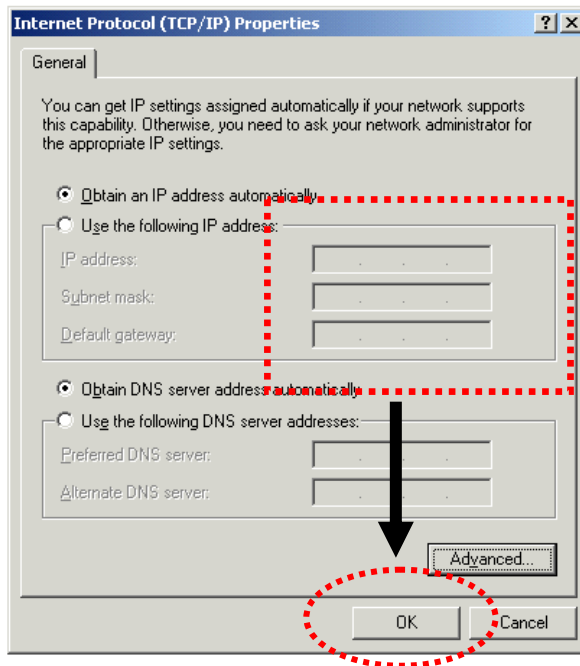 Internet Protocol (TCP/IP) Properties
General
You can get IP settings assigned automatically if your network supports
this capability. Otherwise, you need to ask your network administrator for
the appropriate IP settings.
Obtain an IP address automatically
Use the following IP address:
IP address:
Subnet mask:
Default gateway:
Obtain DNS server address automatically
Use the following DNS server addresses:
Preferred DNS server:
Alternate DNS server:
Advanced...
OK Cancel